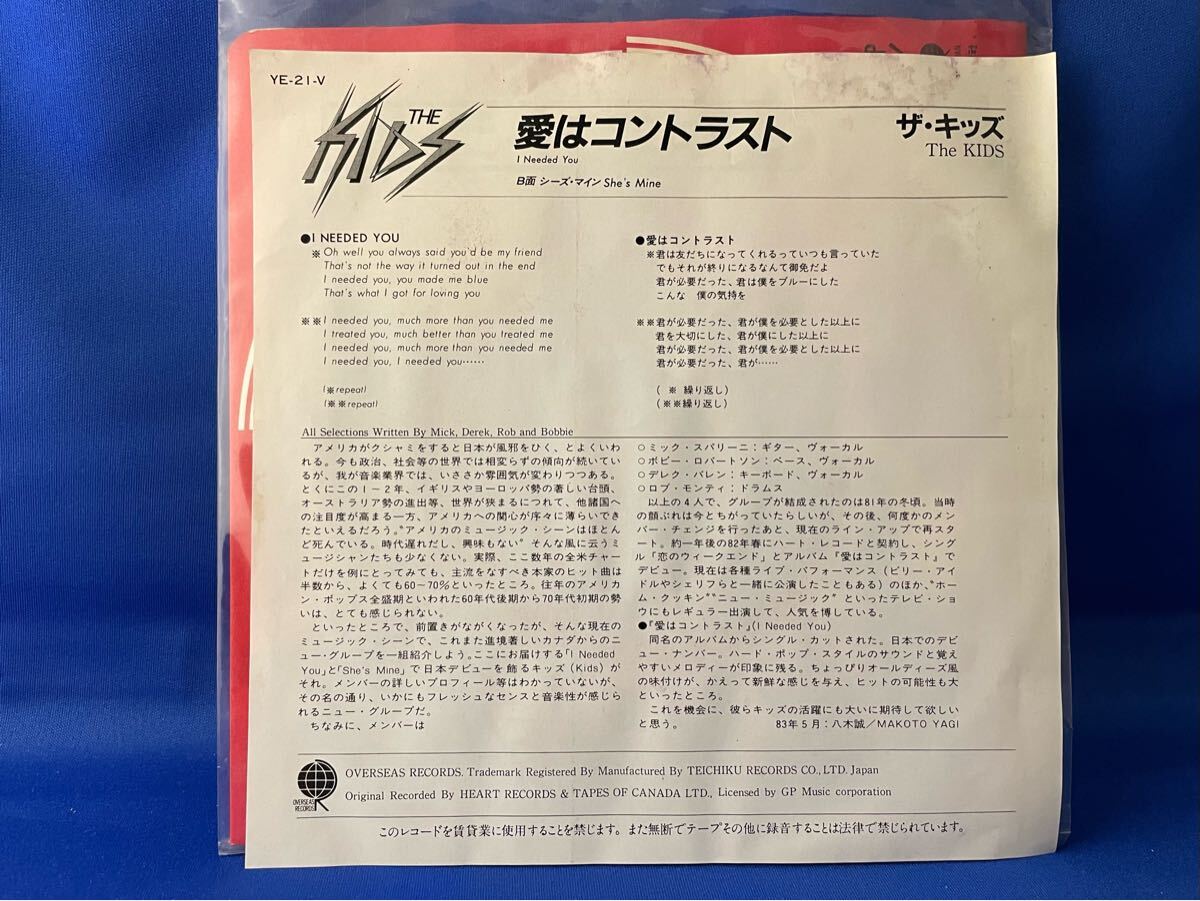 YE-21-V
THE
KIDS
愛はコントラスト
I Needed You
B面 シーズ・マイン She's Mine
ザ・キッズ
The KIDS
●I NEEDED YOU
※Oh well you always said you'd be my friend
That's not the way it turned out in the end
I needed you, you made me blue
That's what I got for loving you
※※I needed you, much more than you needed me
I treated you, much better than you treated me
I needed you, much more than you needed me
I needed you, I needed you……
(※repeat)
(※※repeat)
●愛はコントラスト
※君は友だちになってくれるっていつも言っていた
でもそれが終りになるなんて御免だよ
君が必要だった、君は僕をブルーにした
こんな 僕の気持を
※※君が必要だった、君が僕を必要とした以上に
君を大切にした、君が僕にした以上に
君が必要だった、君が僕を必要とした以上に
君が必要だった、君が……
(※ 繰り返し)
(※※繰り返し)
All Selections Written By Mick, Derek, Rob and Bobbie
アメリカがクシャミをすると日本が風邪をひく、とよくいわ
れる。今も政治、社会等の世界では相変らずの傾向が続いてい
るが、我が音楽業界では、いささか雰囲気が変わりつつある。
とくにこの1−2年、イギリスやヨーロッパ勢の著しい台頭、
オーストラリア勢の進出等、世界が狭まるにつれて、他諸国へ
の注目度が高まる一方、アメリカへの関心が序々に薄らいでき
たといえるだろう。〝アメリカのミュージック・シーンはほとん
ど死んでいる。時代遅れだし、興味もない〟そんな風に云うミ
ュージシャンたちも少なくない。実際、ここ数年の全米チャー
トだけを例にとってみても、主流をなすべき本家のヒット曲は
半数から、よくても60−70%といったところ。往年のアメリカ
ン・ポップス全盛期といわれた60年代後期から70年代初期の勢
いは、とても感じられない。
といったところで、前置きがながくなったが、そんな現在の
ミュージック・シーンで、これまた進境著しいカナダからのニ
ュー・グループを一組紹介しよう。ここにお届けする「I Needed
You」と「She's Mine」で日本デビューを飾るキッズ(Kids)が
それ。メンバーの詳しいプロフィール等はわかっていないが、
その名の通り、いかにもフレッシュなセンスと音楽性が感じら
れるニュー・グループだ。
ちなみに、メンバーは
○ミック・スパリーニ:ギター、ヴォーカル
○ボビー・ロバートソン:ベース、ヴォーカル
○デレク・バレン:キーボード、ヴォーカル
○ロブ・モンティ:ドラムス
以上の4人で、グループが結成されたのは81年の冬頃。当時
の顔ぶれは今とちがっていたらしいが、その後、何度かのメン
バー・チェンジを行ったあと、現在のライン・アップで再スタ
ート。約一年後の82年春にハート・レコードと契約し、シング
ル「恋のウィークエンド」とアルバム『愛はコントラスト』で
デビュー。現在は各種ライブ・パフォーマンス(ビリー・アイ
ドルやシェリフらと一緒に公演したこともある)のほか、〝ホー
ム・クッキン〟〝ニュー・ミュージック〟といったテレビ・ショ
ウにもレギュラー出演して、人気を博している。
●「愛はコントラスト」(I Needed You)
同名のアルバムからシングル・カットされた。日本でのデビ
ュー・ナンバー。ハード・ポップ・スタイルのサウンドと覚え
やすいメロディーが印象に残る。ちょっぴりオールディーズ風
の味付けが、かえって新鮮な感じを与え、ヒットの可能性も大
といったところ。
これを機会に、彼らキッズの活躍にも大いに期待して欲しい
と思う。 83年5月:八木誠/MAKOTO YAGI
OVERSEAS
RECORDS
OVERSEAS RECORDS. Trademark Registered By Manufactured By TEICHIKU RECORDS CO., LTD. Japan
Original Recorded By HEART RECORDS & TAPES OF CANADA LTD., Licensed by GP Music corporation
このレコードを賃貸業に使用することを禁じます。また無断でテープその他に録音することは法律で禁じられています。